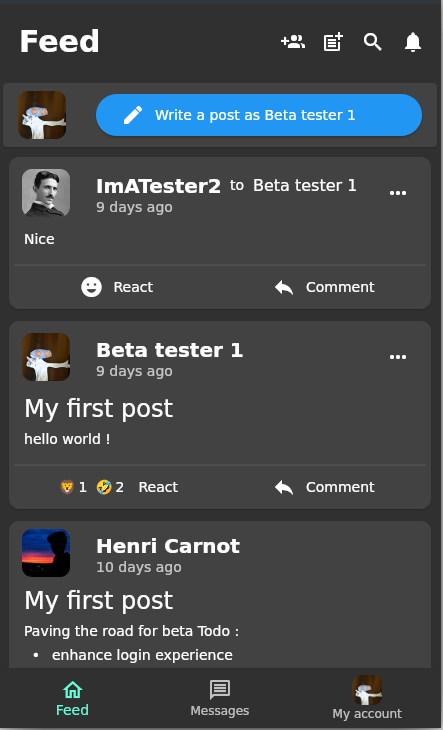 Feed
Write a post as Beta tester 1
ImATester2 to Beta tester 1
9 days ago
Nice
React Comment
Beta tester 1
9 days ago
My first post
hello world !
1 2 React Comment
Henri Carnot
10 days ago
My first post
Paving the road for beta Todo :
• enhance login experience
Feed Messages My account